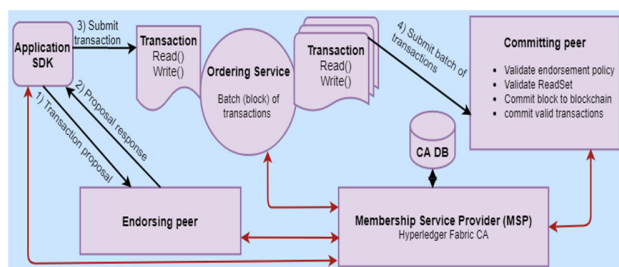 Application
SDK
3) Submit
transaction
Transaction
Read()
Write()
Ordering Service
Batch (block) of
transactions
Transaction
Read()
Write()
4) Submit batch of
transactions
Committing peer
• Validate endorsement policy
• Validate ReadSet
• Commit block to blockchain
• commit valid transactions
1) Transaction proposal
2) Proposal response
CA DB
Endorsing peer
Membership Service Provider (MSP)
Hyperledger Fabric CA